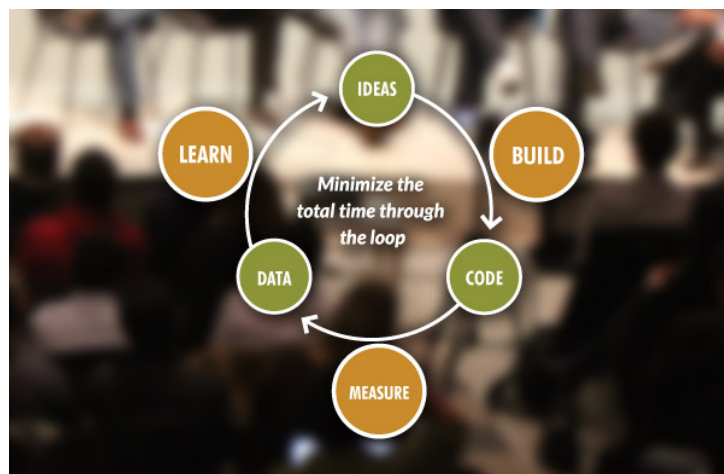 IDEAS
LEARN
BUILD
Minimize the
total time through
the loop
DATA
CODE
MEASURE